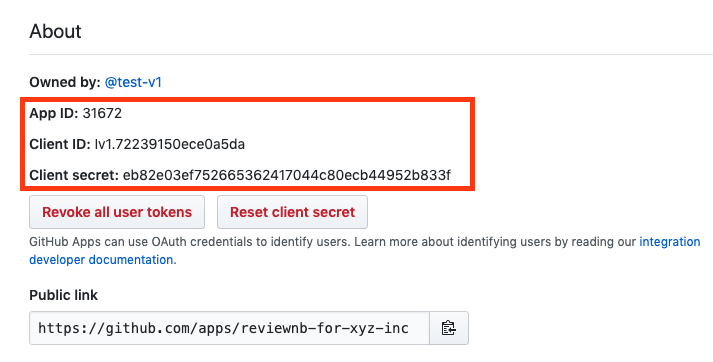 About
Owned by: @test-v1
App ID: 31672
Client ID: Iv1.72239150ece0a5da
Client secret: eb82e03ef752665362417044c80ecb44952b833f
Revoke all user tokens Reset client secret
GitHub Apps can use OAuth credentials to identify users. Learn more about identifying users by reading our integration
developer documentation.
Public link
https://github.com/apps/reviewnb-for-xyz-inc